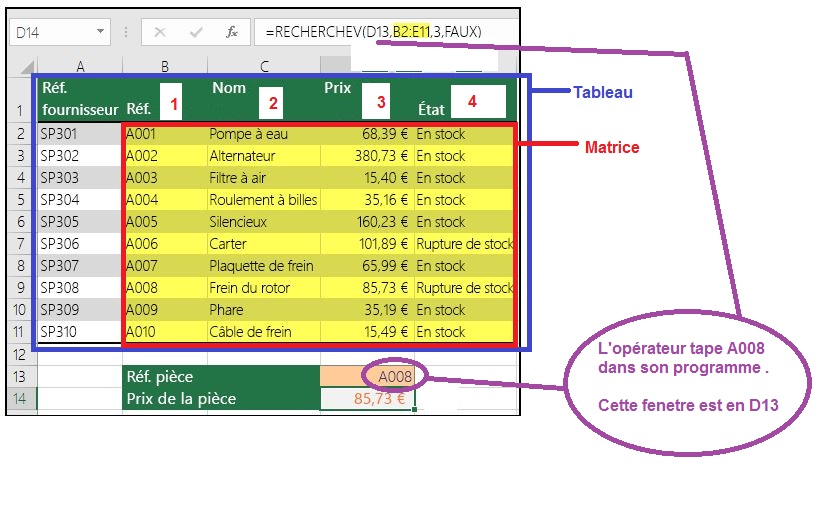 D14 fx =RECHERCHEV(D13,B2:E11,3,FAUX)
A B C D E
1 Réf. fournisseur Réf. 1 Nom 2 Prix 3 État 4
2 SP301 A001 Pompe à eau 68,39 € En stock
3 SP302 A002 Alternateur 380,73 € En stock
4 SP303 A003 Filtre à air 15,40 € En stock
5 SP304 A004 Roulement à billes 35,16 € En stock
6 SP305 A005 Silencieux 160,23 € En stock
7 SP306 A006 Carter 101,89 € Rupture de stock
8 SP307 A007 Plaquette de frein 65,99 € En stock
9 SP308 A008 Frein du rotor 85,73 € Rupture de stock
10 SP309 A009 Phare 35,19 € En stock
11 SP310 A010 Câble de frein 15,49 € En stock
12
13 Réf. pièce A008
14 Prix de la pièce 85,73 €
Tableau
Matrice
L'opérateur tape A008
dans son programme .
Cette fenetre est en D13